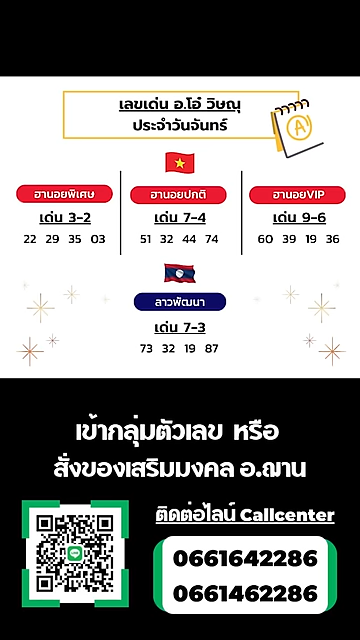 เลขเด่น อ.โอ๋ วิษณุ
ประจำวันจันทร์
A
ฮานอยพิเศษ
เด่น 3-2
22 29 35 03
ฮานอยปกติ
เด่น 7-4
51 32 44 74
ฮานอยVIP
เด่น 9-6
60 39 19 36
ลาวพัฒนา
เด่น 7-3
73 32 19 87
เข้ากลุ่มตัวเลข หรือ
สั่งของเสริมมงคล อ.ฌาน
ติดต่อไลน์ Callcenter
0661642286
0661462286